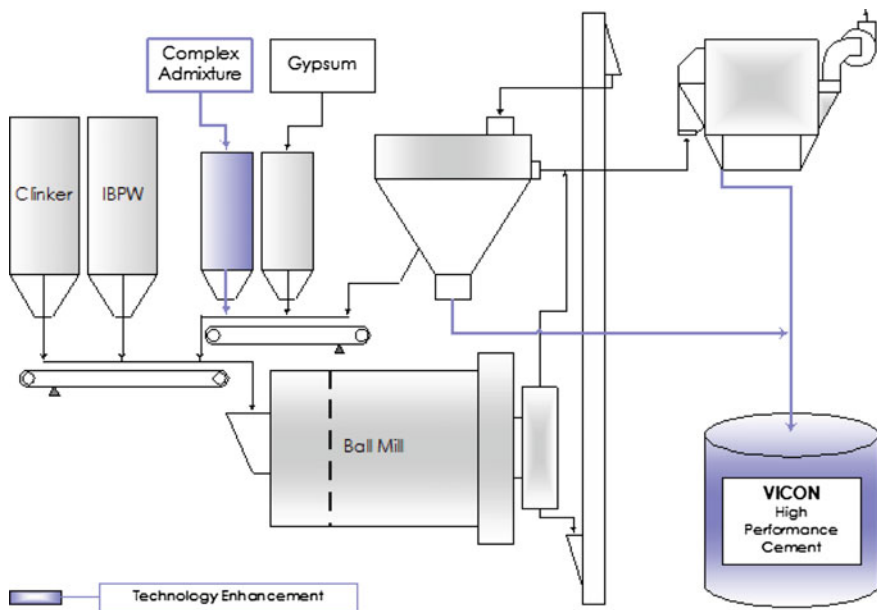 Complex
Admixture
Gypsum
Clinker
IBPW
Ball Mill
VICON
High
Performance
Cement
Technology Enhancement